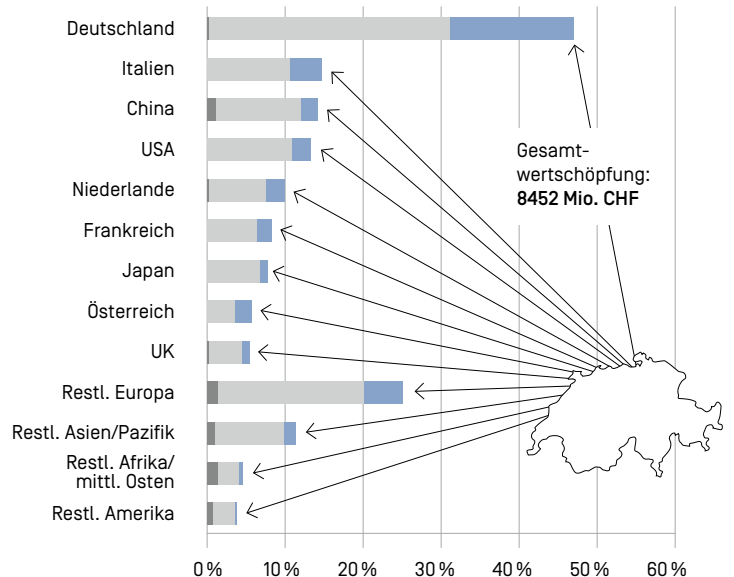 Deutschland
Italien
China
USA
Niederlande
Frankreich
Japan
Österreich
UK
Restl. Europa
Restl. Asien/Pazifik
Restl. Afrika/
mittl. Osten
Restl. Amerika
Gesamt-
wertschöpfung:
8452 Mio. CHF
0 % 10 % 20 % 30 % 40 % 50 % 60 %